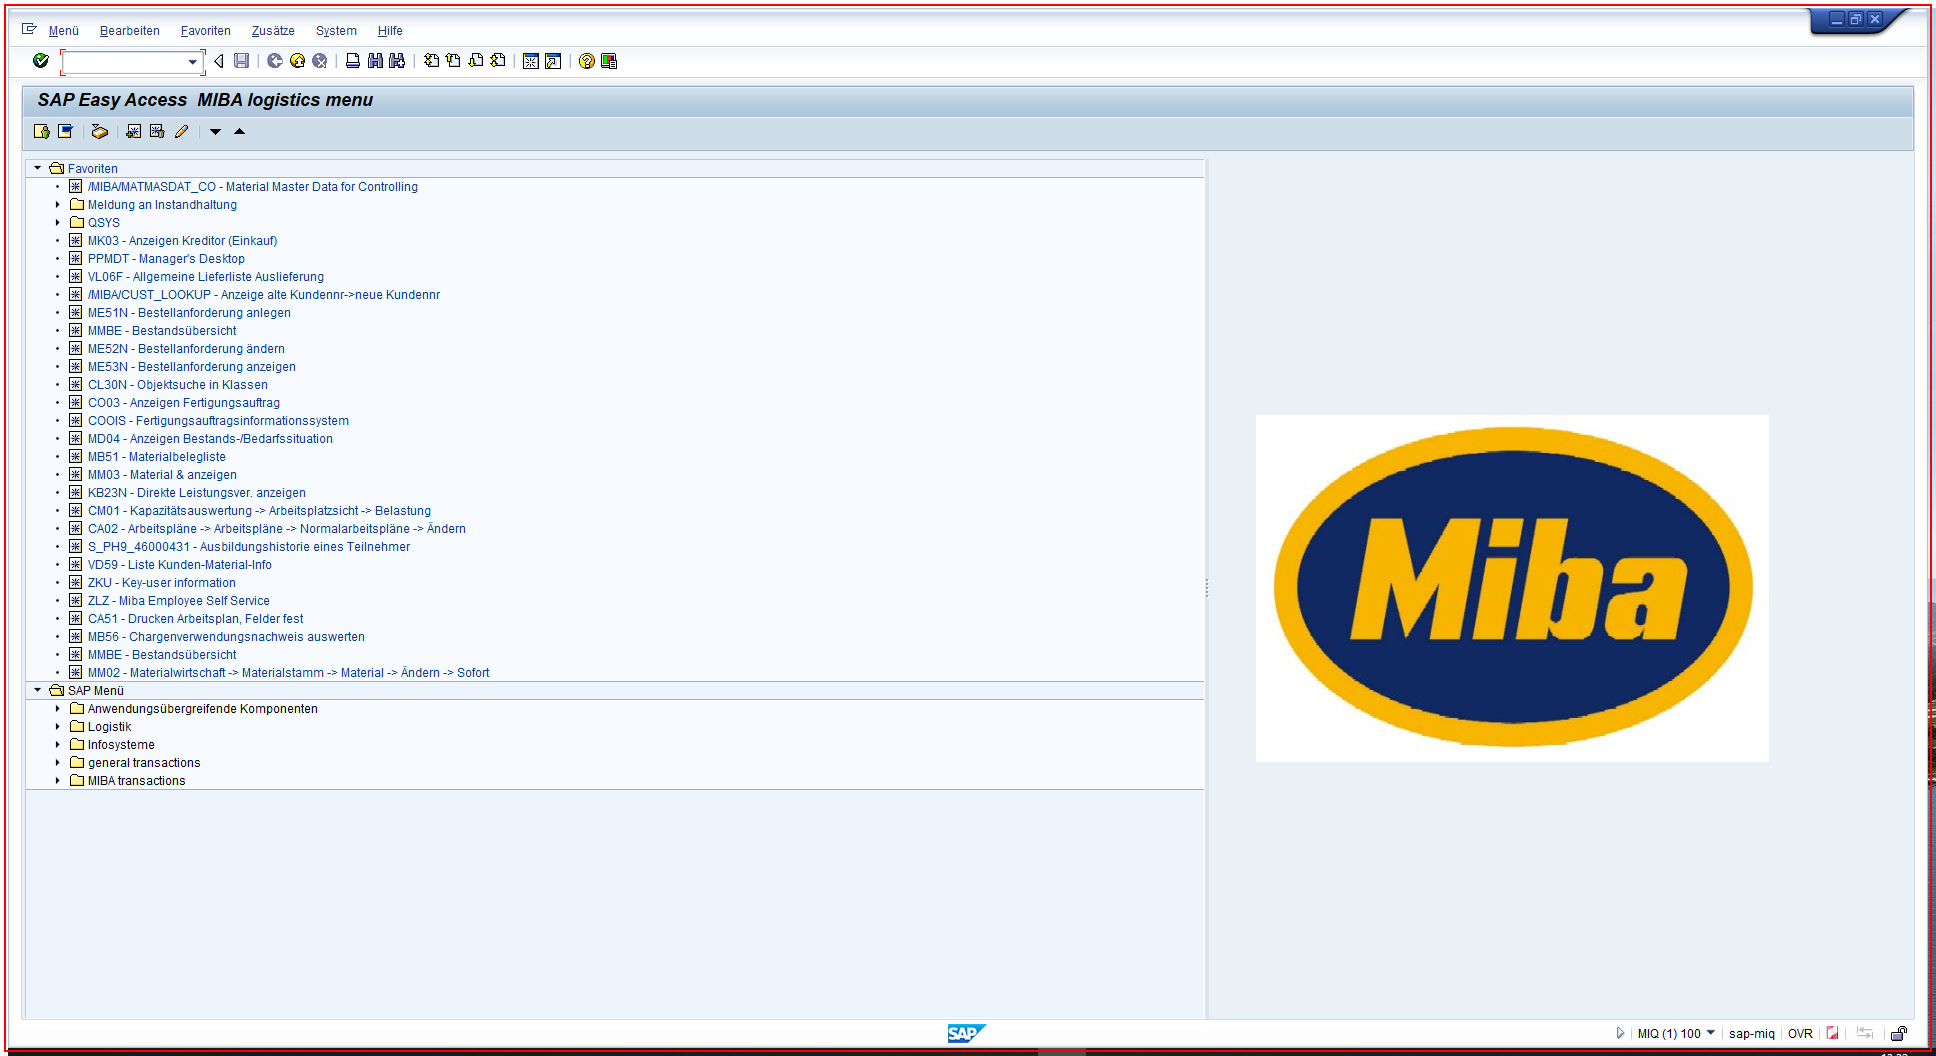 Menü Bearbeiten Favoriten Zusätze System Hilfe
SAP Easy Access MIBA logistics menu
Favoriten
/MIBA/MATMASDAT_CO - Material Master Data for Controlling
Meldung an Instandhaltung
QSYS
MK03 - Anzeigen Kreditor (Einkauf)
PPMDT - Manager's Desktop
VL06F - Allgemeine Lieferliste Auslieferung
/MIBA/CUST_LOOKUP - Anzeige alte Kundennr->neue Kundennr
ME51N - Bestellanforderung anlegen
MMBE - Bestandsübersicht
ME52N - Bestellanforderung ändern
ME53N - Bestellanforderung anzeigen
CL30N - Objektsuche in Klassen
CO03 - Anzeigen Fertigungsauftrag
COOIS - Fertigungsauftragsinformationssystem
MD04 - Anzeigen Bestands-/Bedarfssituation
MB51 - Materialbelegliste
MM03 - Material & anzeigen
KB23N - Direkte Leistungsver. anzeigen
CM01 - Kapazitätsauswertung -> Arbeitsplatzsicht -> Belastung
CA02 - Arbeitspläne -> Arbeitspläne -> Normalarbeitspläne -> Ändern
S_PH9_46000431 - Ausbildungshistorie eines Teilnehmer
VD59 - Liste Kunden-Material-Info
ZKU - Key-user information
ZLZ - Miba Employee Self Service
CA51 - Drucken Arbeitsplan, Felder fest
MB56 - Chargenverwendungsnachweis auswerten
MMBE - Bestandsübersicht
MM02 - Materialwirtschaft -> Materialstamm -> Material -> Ändern -> Sofort
SAP Menü
Anwendungsübergreifende Komponenten
Logistik
Infosysteme
general transactions
MIBA transactions
Miba
SAP
MIQ (1) 100 sap-miq OVR